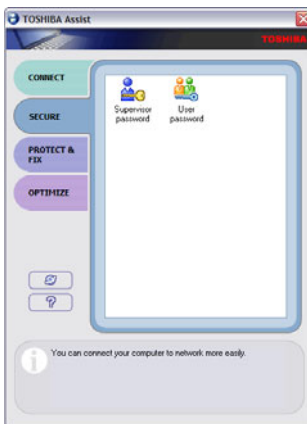 TOSHIBA Assist
TOSHIBA
CONNECT
SECURE
PROTECT &
FIX
OPTIMIZE
Supervisor
password
User
password
?
i
You can connect your computer to network more easily.